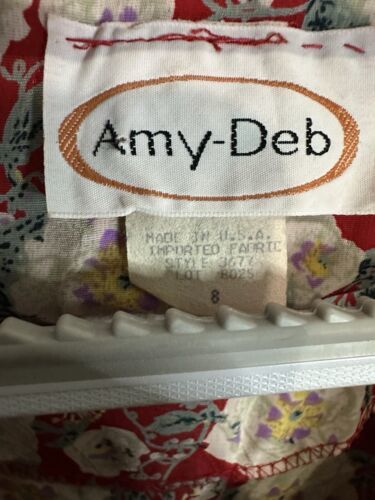 Amy-Deb
MADE IN U.S.A.
IMPORTED FABRIC
STYLE 3677
LOT 8025
8